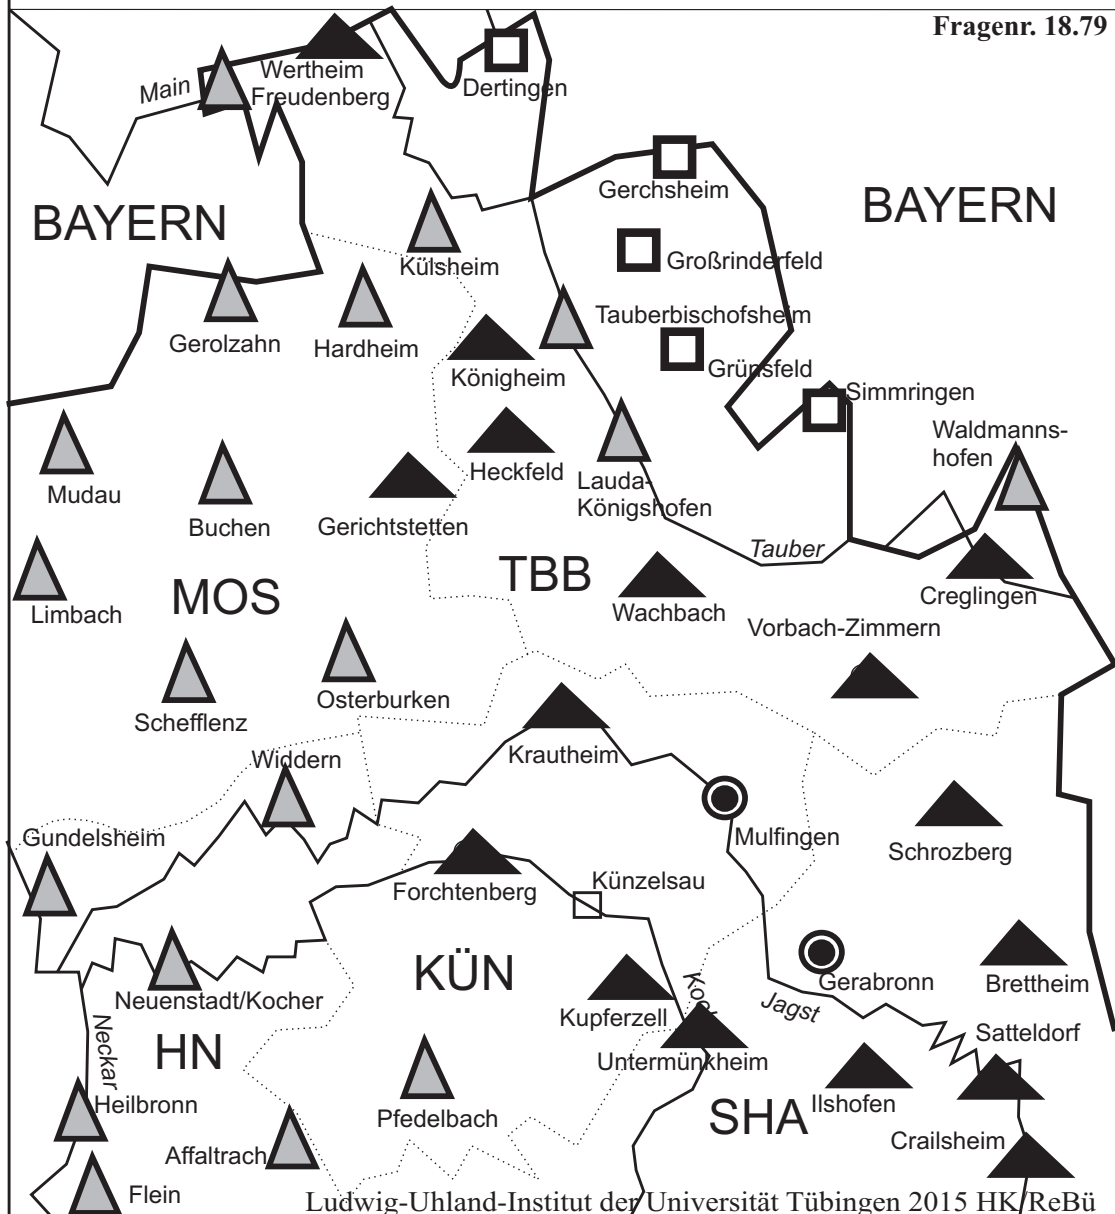 Fragenr. 18.79
Wertheim
Main
Freudenberg
Dertingen
Gerchsheim
BAYERN
BAYERN
Külsheim
Großrinderfeld
Tauberbischofsheim
Gerolzahn
Hardheim
Königheim
Grünsfeld
Simmringen
Waldmanns-
hofen
Heckfeld
Lauda-
Königshofen
Mudau
Buchen
Gerichtstetten
Tauber
TBB
MOS
Limbach
Wachbach
Creglingen
Vorbach-Zimmern
Schefflenz
Osterburken
Krautheim
Widdern
Gundelsheim
Mulfingen
Schrozberg
Forchtenberg
Künzelsau
KÜN
Gerabronn
Brettheim
Neuenstadt/Kocher
Kupferzell
Jagst
Neckar
HN
Untermünkheim
Satteldorf
Heilbronn
Pfedelbach
SHA
Ilshofen
Crailsheim
Affaltrach
Flein
Ludwig-Uhland-Institut der Universität Tübingen 2015 HK/ReBü